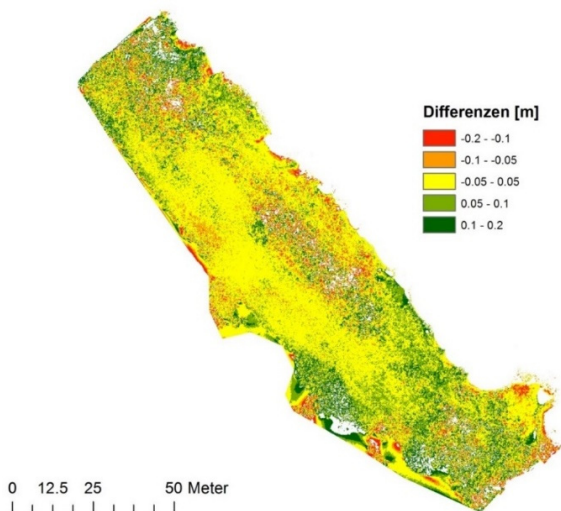 Differenzen [m]
-0.2 - -0.1
-0.1 - -0.05
-0.05 - 0.05
0.05 - 0.1
0.1 - 0.2
0 12.5 25 50 Meter